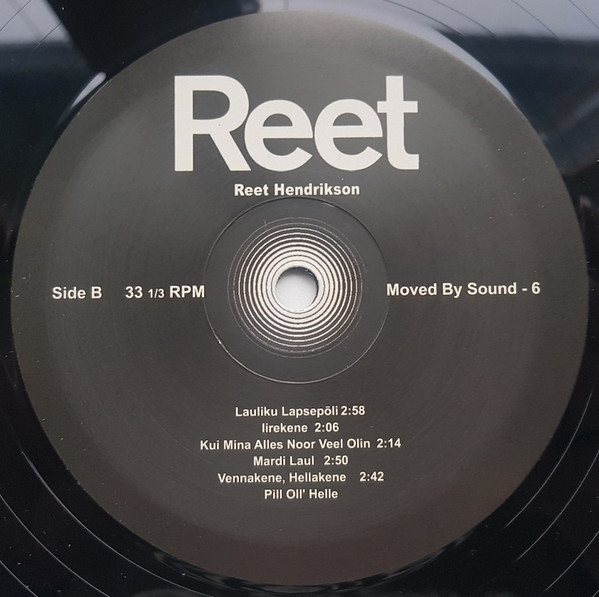 Reet
Reet Hendrikson
Side B 33 1/3 RPM Moved By Sound - 6
Lauliku Lapsepõli 2:58
Iirekene 2:06
Kui Mina Alles Noor Veel Olin 2:14
Mardi Laul 2:50
Vennakene, Hellakene 2:42
Pill Oll' Helle